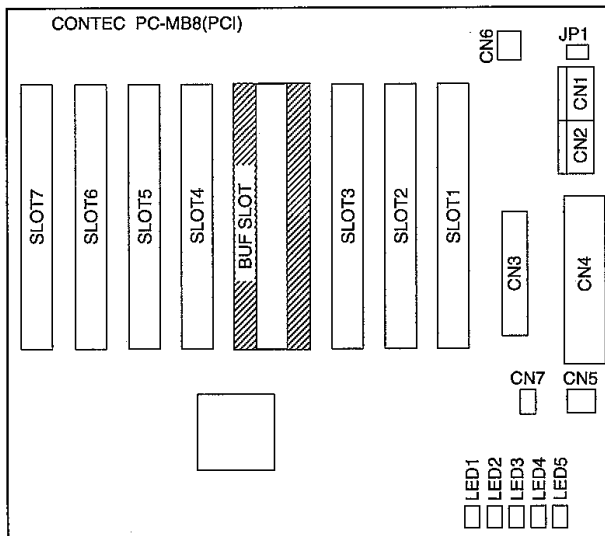 CONTEC PC-MB8(PCI)
CN6
JP1
CN1
CN2
SLOT7
SLOT6
SLOT5
SLOT4
BUF SLOT
SLOT3
SLOT2
SLOT1
CN3
CN4
CN7
CN5
LED1
LED2
LED3
LED4
LED5